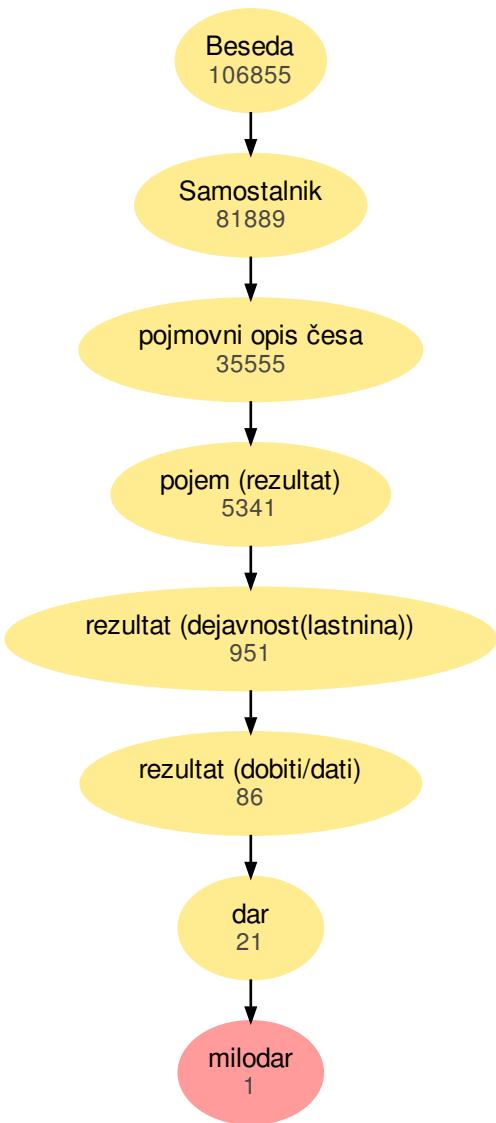 Beseda
106855
Samostalnik
81889
pojmovni opis česa
35555
pojem (rezultat)
5341
rezultat (dejavnost(lastnina))
951
rezultat (dobiti/dati)
86
dar
21
milodar
1